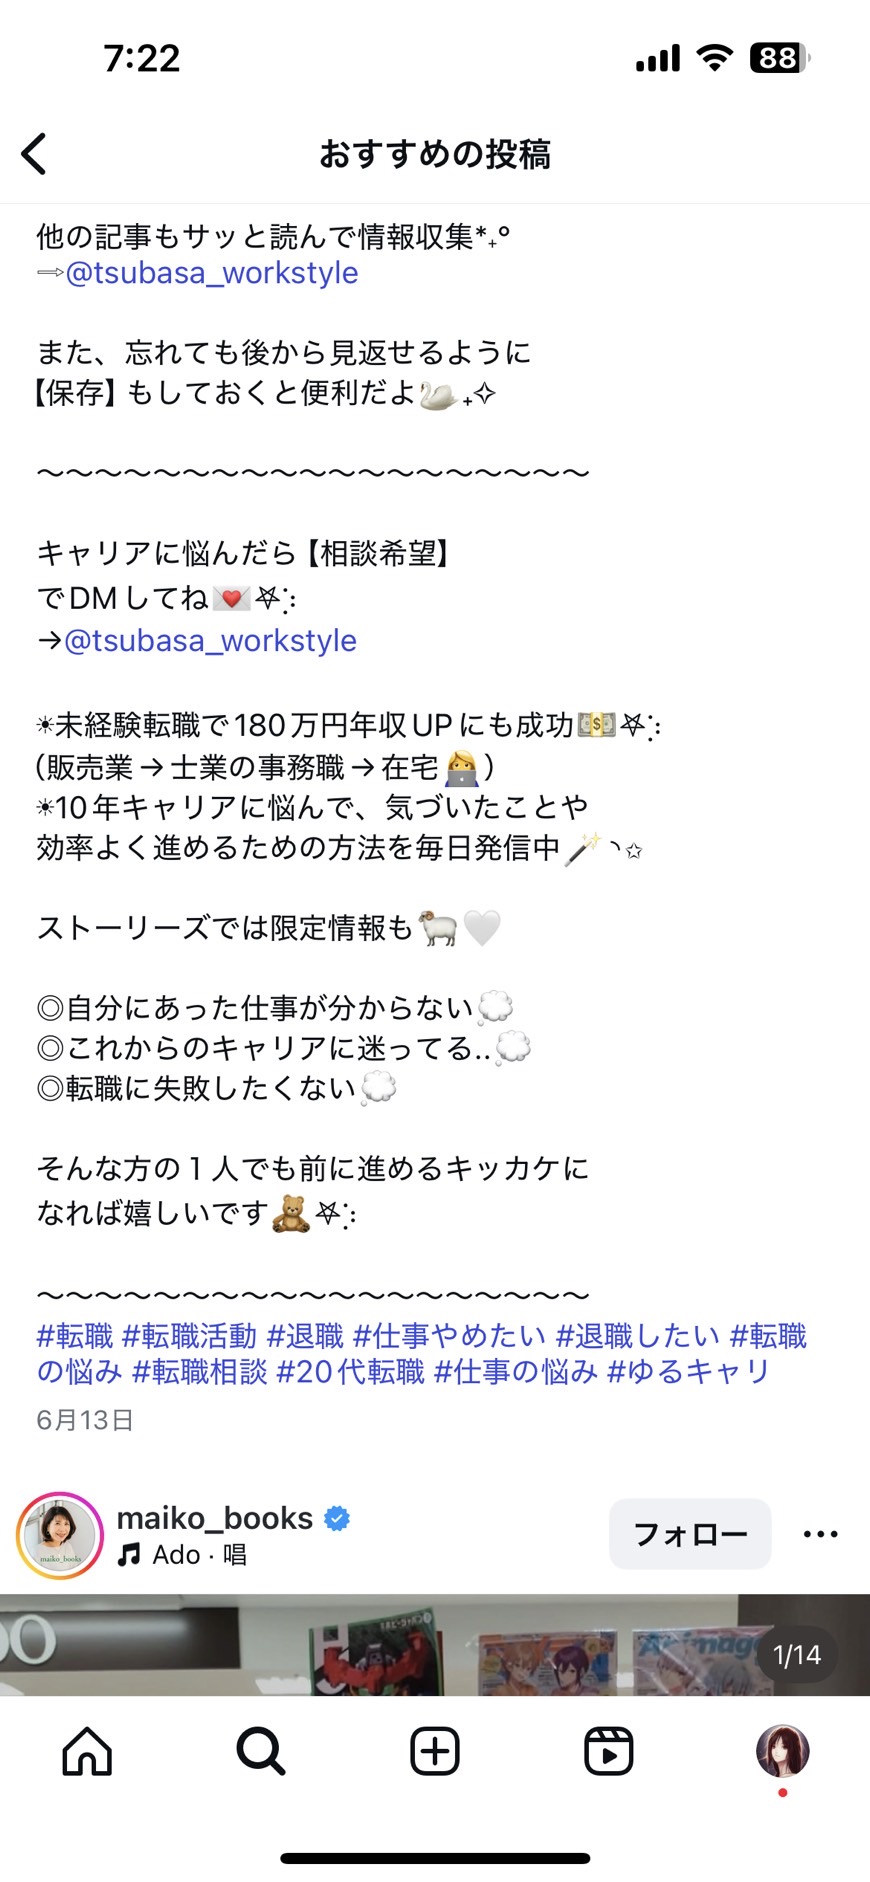 7:22
88
おすすめの投稿
他の記事もサッと読んで情報収集*˖°
⇨@tsubasa_workstyle
また、忘れても後から見返せるように
【保存】もしておくと便利だよ🦢˖✧
〜〜〜〜〜〜〜〜〜〜〜〜〜〜〜〜〜〜〜
キャリアに悩んだら【相談希望】
でDMしてね💌⛧⡱
→@tsubasa_workstyle
☀︎未経験転職で180万円年収UPにも成功💵⛧⡱
（販売業→士業の事務職→在宅👩‍💻）
☀︎10年キャリアに悩んで、気づいたことや
効率よく進めるための方法を毎日発信中🪄◝✩
ストーリーズでは限定情報も🐏🤍
◎自分にあった仕事が分からない💭
◎これからのキャリアに迷ってる..💭
◎転職に失敗したくない💭
そんな方の1人でも前に進めるキッカケに
なれば嬉しいです🧸⛧⡱
〜〜〜〜〜〜〜〜〜〜〜〜〜〜〜〜〜〜〜
#転職 #転職活動 #退職 #仕事やめたい #退職したい #転職
の悩み #転職相談 #20代転職 #仕事の悩み #ゆるキャリ
6月13日
maiko_books
Ado · 唱
フォロー
maiko_books
1/14